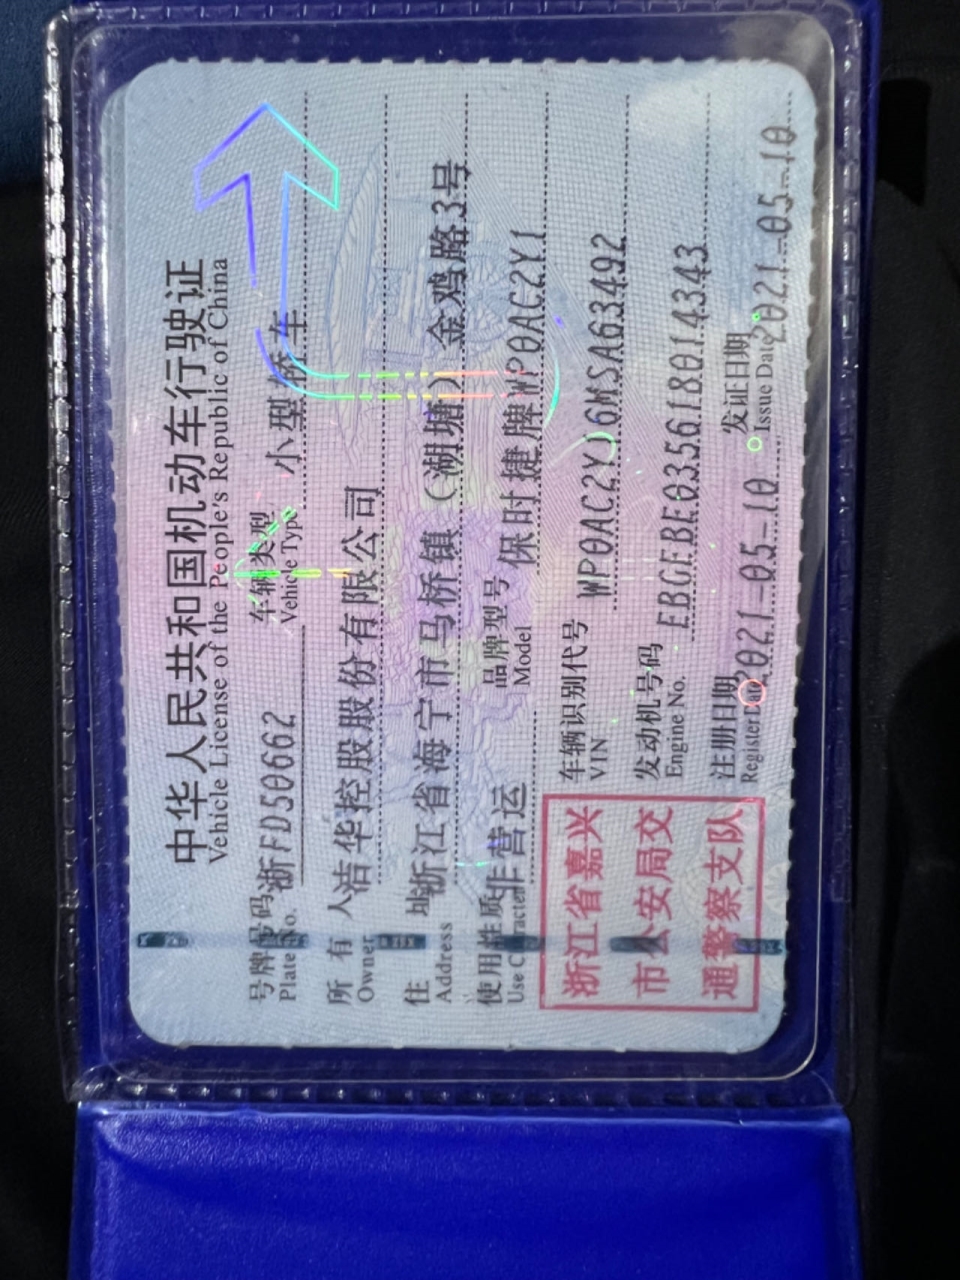 中华人民共和国机动车行驶证
Vehicle License of the People's Republic of China
号牌号码 浙FD50662 车辆类型 小型轿车
Plate No. Vehicle Type
所有人 洁华控股股份有限公司
Owner
住址 浙江省海宁市马桥镇（湖塘）金鸡路3号
Address
使用性质 非营运 品牌型号 保时捷牌WP0AC2Y1
Use Character Model
浙江省嘉兴
市公安局交
通警察支队
车辆识别代号 WP0AC2YJ6MSA63492
VIN
发动机号码 EBGEBE035618014343
Engine No.
注册日期 2021-05-10 发证日期 2021-05-10
Register Date Issue Date